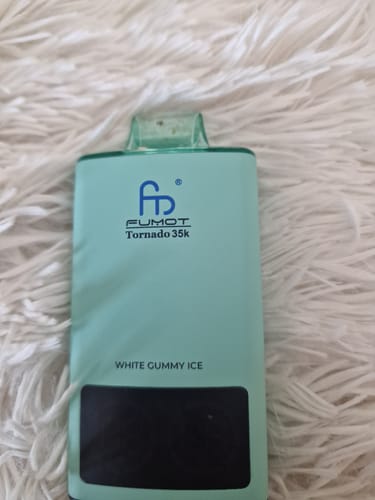 ®
FUMOT
Tornado 35k
WHITE GUMMY ICE